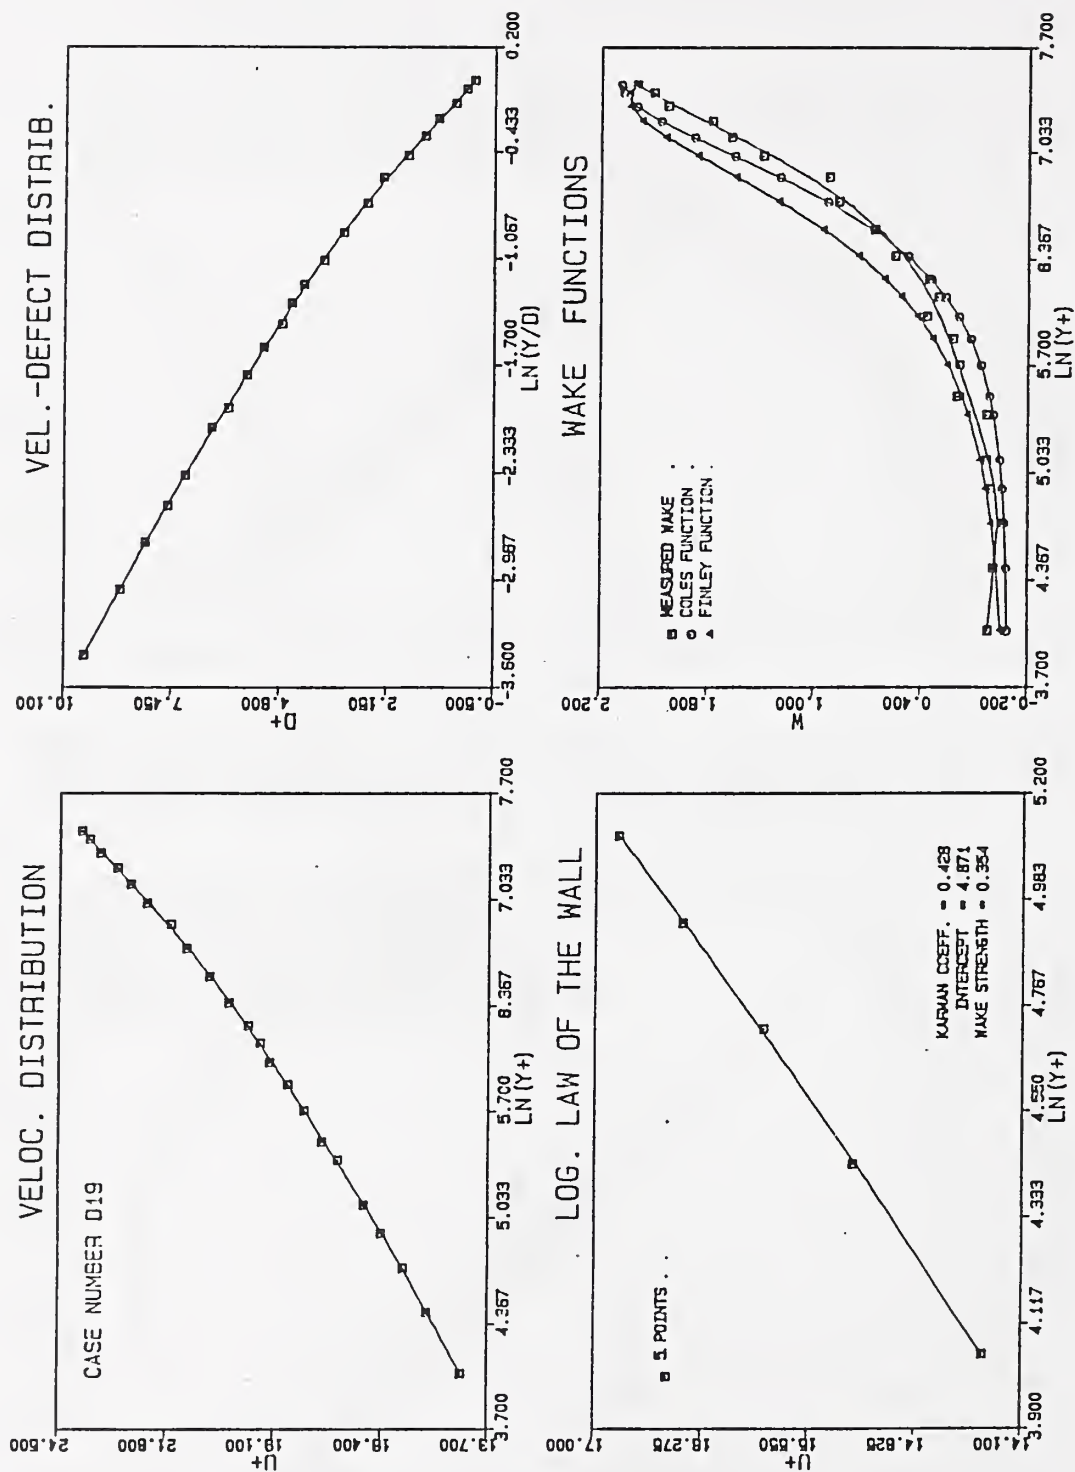 VELOC. DISTRIBUTION
CASE NUMBER D19
U+
24.500
21.800
19.100
16.400
13.700
3.700
4.367
5.033
5.700
7.033
7.700
LN(Y+)
VEL.-DEFECT DISTRIB.
D+
10.100
7.450
4.800
2.150
-0.500
-3.600
-2.967
-2.333
-1.700
-1.067
-0.433
0.200
LN(Y/D)
LOG. LAW OF THE WALL
5 POINTS . .
U+
17.000
16.275
15.550
14.825
14.100
3.900
4.117
4.333
4.550
4.767
4.983
5.200
LN(Y+)
KARMAN COEFF. = 0.428
INTERCEPT = 4.871
WAKE STRENGTH = 0.354
WAKE FUNCTIONS
MEASURED WAKE .
COLES FUNCTION .
FINLEY FUNCTION .
W
2.200
1.600
1.000
0.400
-0.200
3.700
4.367
5.033
5.700
6.367
7.033
7.700
LN(Y+)